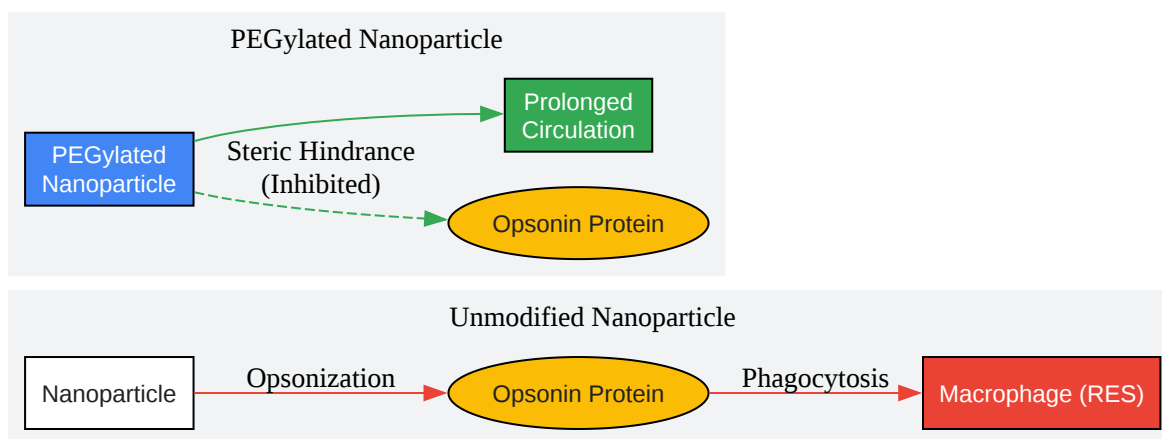 PEGylated Nanoparticle
Prolonged
Circulation
PEGylated
Nanoparticle
Steric Hindrance
(Inhibited)
Opsonin Protein
Unmodified Nanoparticle
Nanoparticle
Opsonization
Opsonin Protein
Phagocytosis
Macrophage (RES)